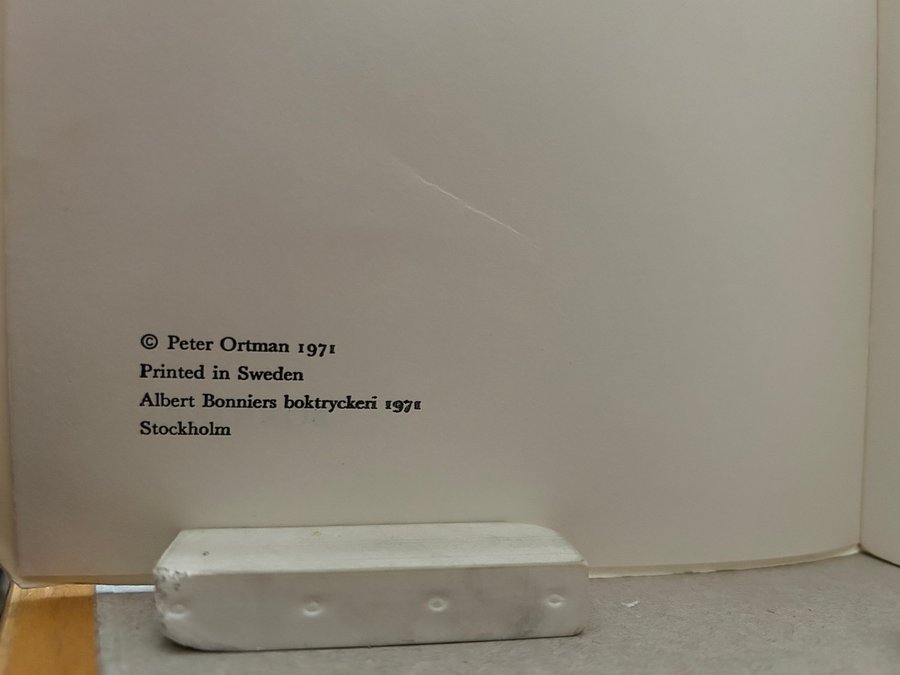 © Peter Ortman 1971
Printed in Sweden
Albert Bonniers boktryckeri 1971
Stockholm